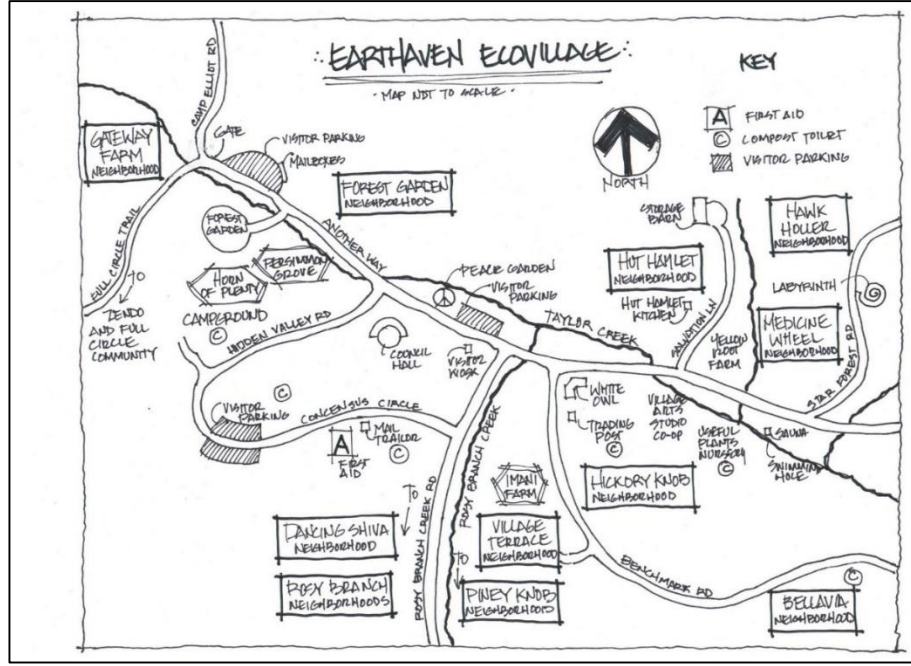 EARTHAVEN ECOVILLAGE
- MAP NOT TO SCALE -
KEY
A FIRST AID
C COMPOST TOILET
VISITOR PARKING
NORTH
CAMP ELLIOT RD
GATE
VISITOR PARKING
MAILBOXES
GATEWAY
FARM
NEIGHBORHOOD
FOREST GARDEN
NEIGHBORHOOD
FOREST
GARDEN
ANOTHER WAY
FULL CIRCLE TRAIL
TO
ZENDO
AND FULL
CIRCLE
COMMUNITY
HORN
OF PLENTY
PERSIMMON
GROVE
CAMPGROUND
C
HIDDEN VALLEY RD
PEACE GARDEN
VISITOR
PARKING
TAYLOR CREEK
COUNCIL
HALL
VISITOR
KIOSK
STORAGE
BARN
HUT HAMLET
NEIGHBORHOOD
HUT HAMLET
KITCHEN
SALVATION LN
HAWK
HOLLER
NEIGHBORHOOD
LABYRINTH
MEDICINE
WHEEL
NEIGHBORHOOD
YELLOW
ROOT
FARM
STAR FOREST RD
VISITOR
PARKING
C
CONCENSUS CIRCLE
A
FIRST
AID
MAIL
TRAILOR
C
WHITE
OWL
TRADING
POST
C
VILLAGE
ARTS
STUDIO
CO-OP
USEFUL
PLANTS
NURSERY
C
SAUNA
SWIMMING
HOLE
ROSY BRANCH CREEK RD
ROSY BRANCH CREEK
IMANI
FARM
HICKORY KNOB
NEIGHBORHOOD
TO
DANCING SHIVA
NEIGHBORHOOD
ROSY BRANCH
NEIGHBORHOODS
VILLAGE
TERRACE
NEIGHBORHOOD
TO
PINEY KNOB
NEIGHBORHOOD
BENCHMARK RD
C
BELLAVIA
NEIGHBORHOOD